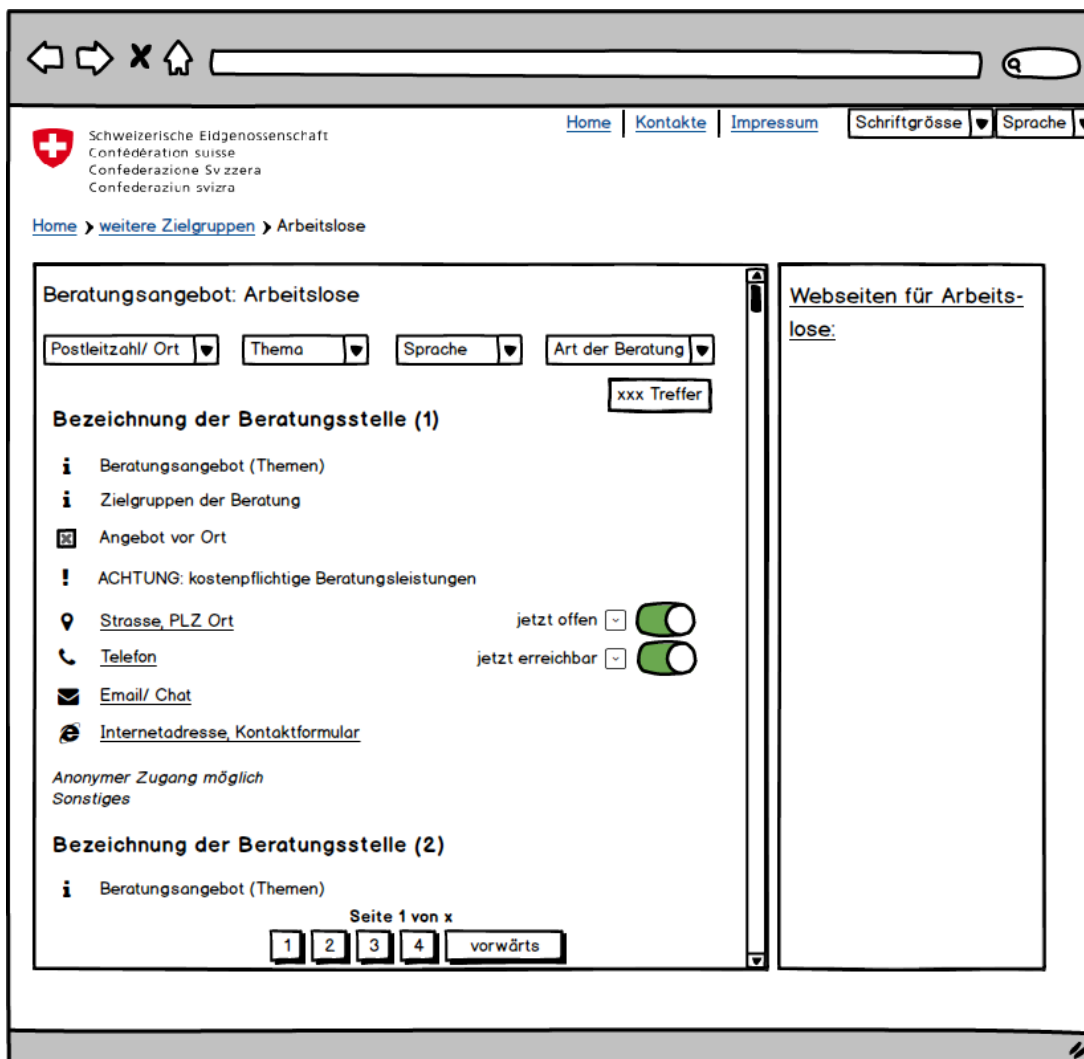 Home | Kontakte | Impressum Schriftgrösse Sprache
Schweizerische Eidgenossenschaft
Confédération suisse
Confederazione Svizzera
Confederaziun svizra
Home > weitere Zielgruppen > Arbeitslose
Beratungsangebot: Arbeitslose
Postleitzahl/ Ort Thema Sprache Art der Beratung
xxx Treffer
Bezeichnung der Beratungsstelle (1)
Beratungsangebot (Themen)
Zielgruppen der Beratung
Angebot vor Ort
! ACHTUNG: kostenpflichtige Beratungsleistungen
Strasse, PLZ Ort jetzt offen
Telefon jetzt erreichbar
Email/ Chat
Internetadresse, Kontaktformular
Anonymer Zugang möglich
Sonstiges
Bezeichnung der Beratungsstelle (2)
Beratungsangebot (Themen)
Seite 1 von x
1 2 3 4 vorwärts
Webseiten für Arbeits-
lose: